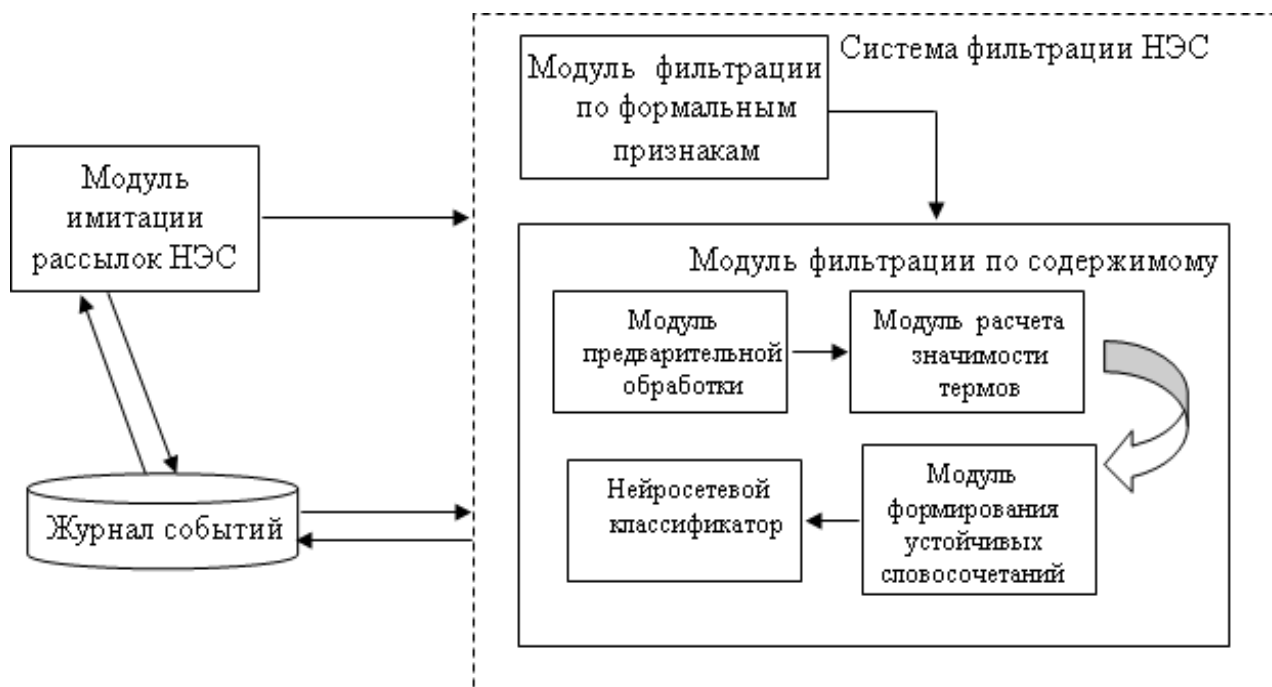 Система фильтрации НЭС
Модуль фильтрации
по формальным
признакам
Модуль
имитации
рассылок НЭС
Модуль фильтрации по содержимому
Модуль
предварительной
обработки
Модуль расчета
значимости
термов
Нейросетевой
классификатор
Модуль
формирования
устойчивых
словосочетаний
Журнал событий